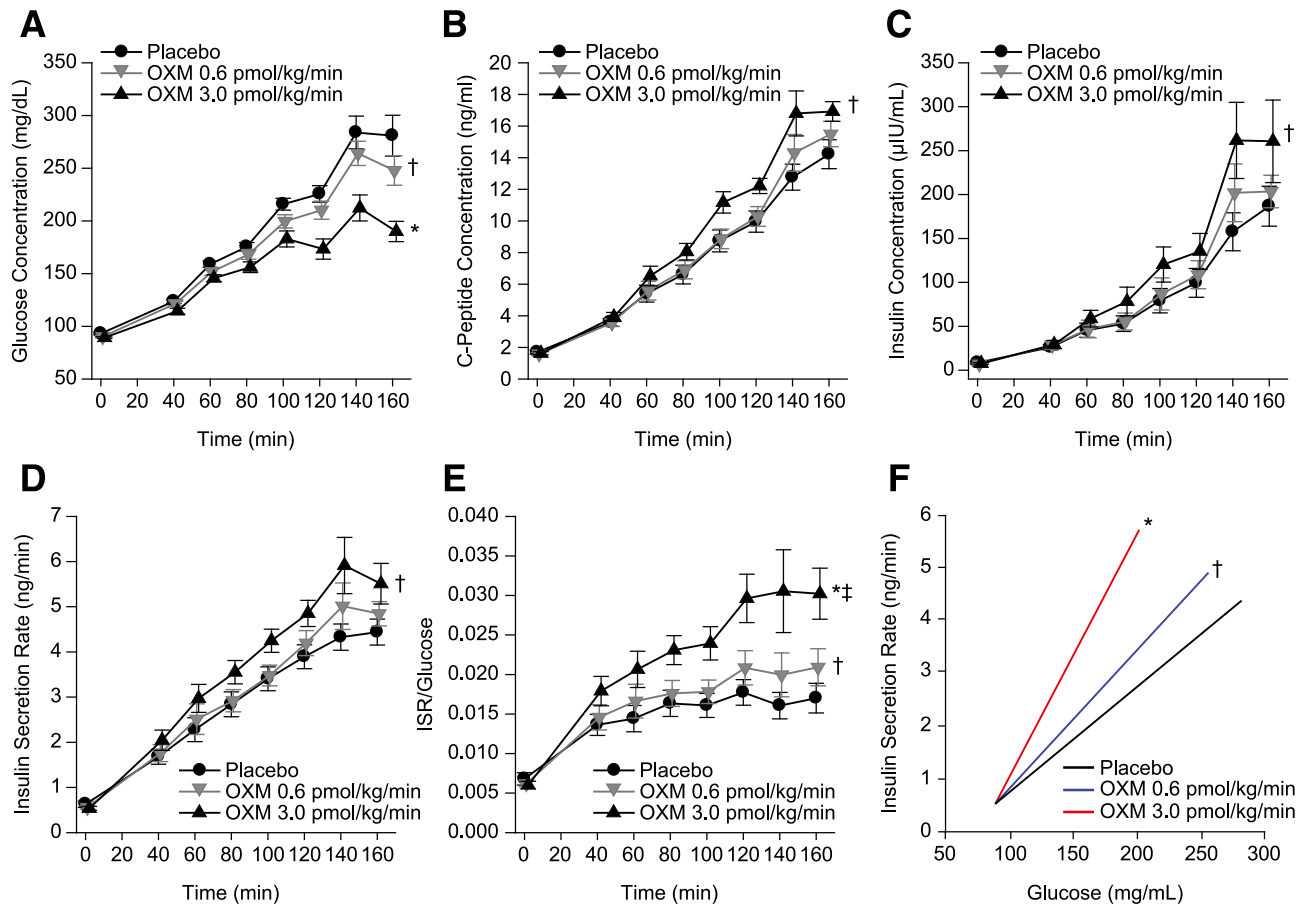 A
Placebo
OXM 0.6 pmol/kg/min
OXM 3.0 pmol/kg/min
Glucose Concentration (mg/dL)
350
300
250
200
150
100
50
†
*
0 20 40 60 80 100 120 140 160
Time (min)
B
Placebo
OXM 0.6 pmol/kg/min
OXM 3.0 pmol/kg/min
C-Peptide Concentration (ng/ml)
20
18
16
14
12
10
8
6
4
2
0
†
0 20 40 60 80 100 120 140 160
Time (min)
C
Placebo
OXM 0.6 pmol/kg/min
OXM 3.0 pmol/kg/min
Insulin Concentration (µIU/mL)
350
300
250
200
150
100
50
0
†
0 20 40 60 80 100 120 140 160
Time (min)
D
Insulin Secretion Rate (ng/min)
7
6
5
4
3
2
1
0
†
Placebo
OXM 0.6 pmol/kg/min
OXM 3.0 pmol/kg/min
0 20 40 60 80 100 120 140 160
Time (min)
E
ISR/Glucose
0.040
0.035
0.030
0.025
0.020
0.015
0.010
0.005
0.000
*‡
†
Placebo
OXM 0.6 pmol/kg/min
OXM 3.0 pmol/kg/min
0 20 40 60 80 100 120 140 160
Time (min)
F
Insulin Secretion Rate (ng/min)
6
5
4
3
2
1
0
*
†
Placebo
OXM 0.6 pmol/kg/min
OXM 3.0 pmol/kg/min
50 100 150 200 250 300
Glucose (mg/mL)